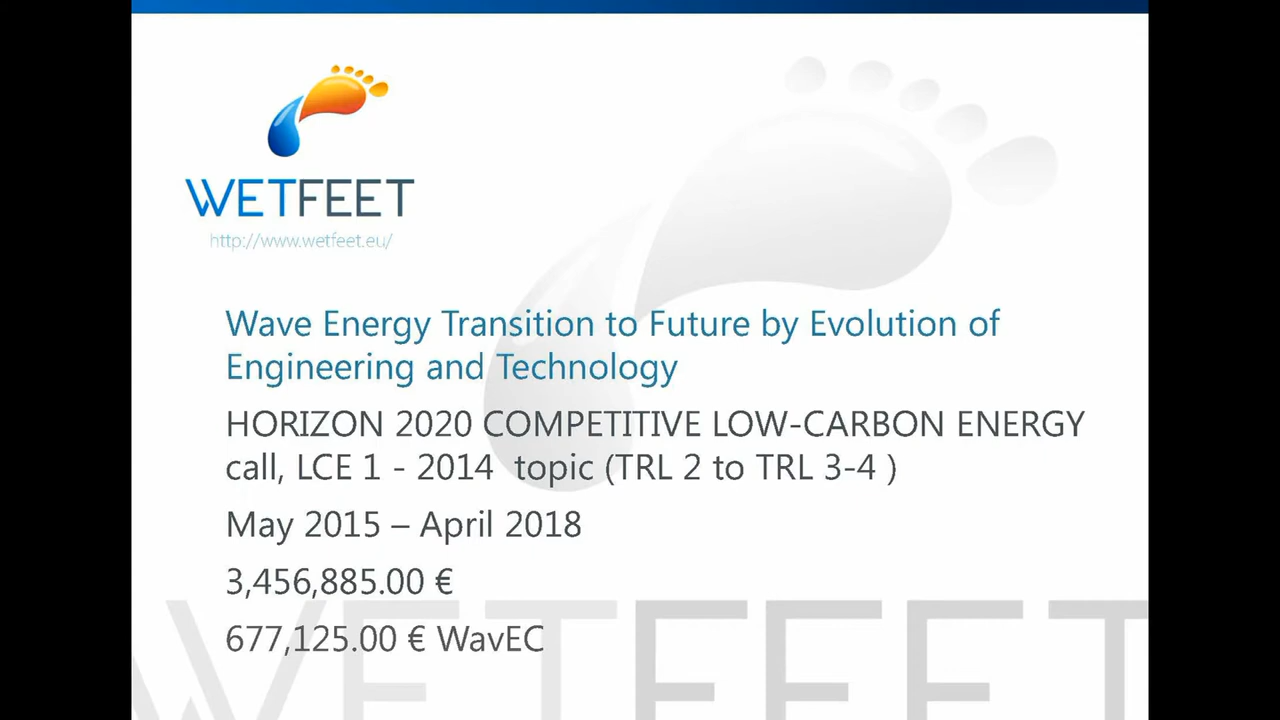 WETFEET
http://www.wetfeet.eu/
Wave Energy Transition to Future by Evolution of
Engineering and Technology
HORIZON 2020 COMPETITIVE LOW-CARBON ENERGY
call, LCE 1 - 2014 topic (TRL 2 to TRL 3-4 )
May 2015 – April 2018
3,456,885.00 €
677,125.00 € WavEC
WETFEET